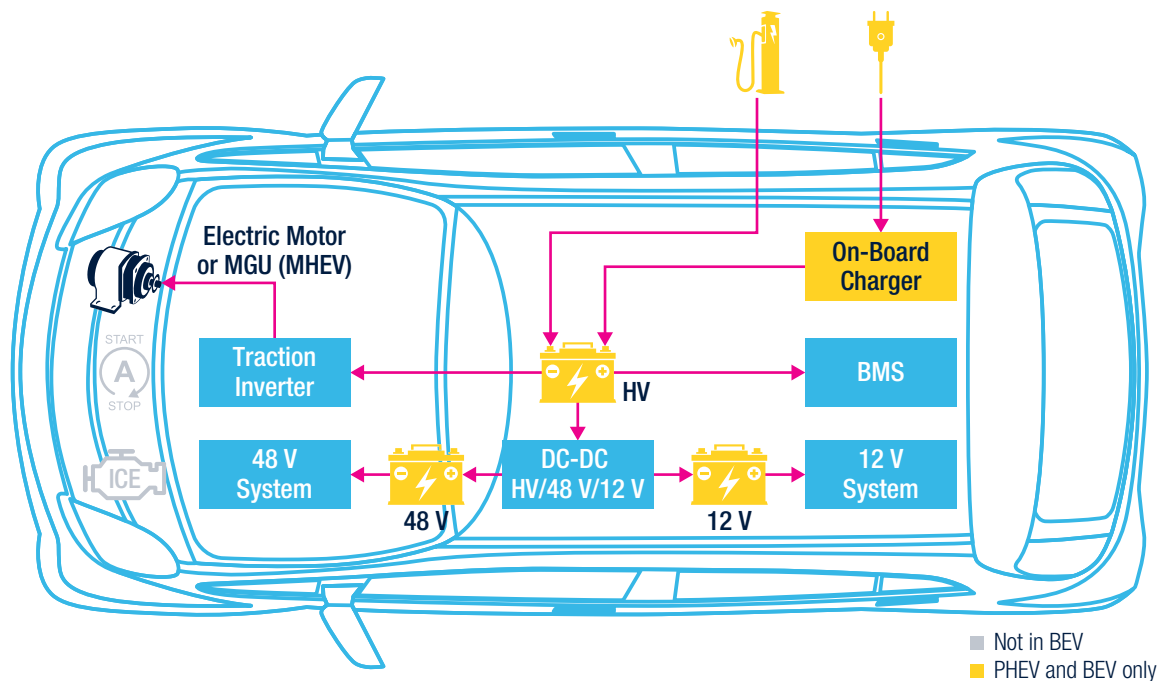 Electric Motor
or MGU (MHEV)
On-Board
Charger
START
A
STOP
Traction
Inverter
HV
BMS
ICE
48 V
System
48 V
DC-DC
HV/48 V/12 V
12 V
12 V
System
Not in BEV
PHEV and BEV only